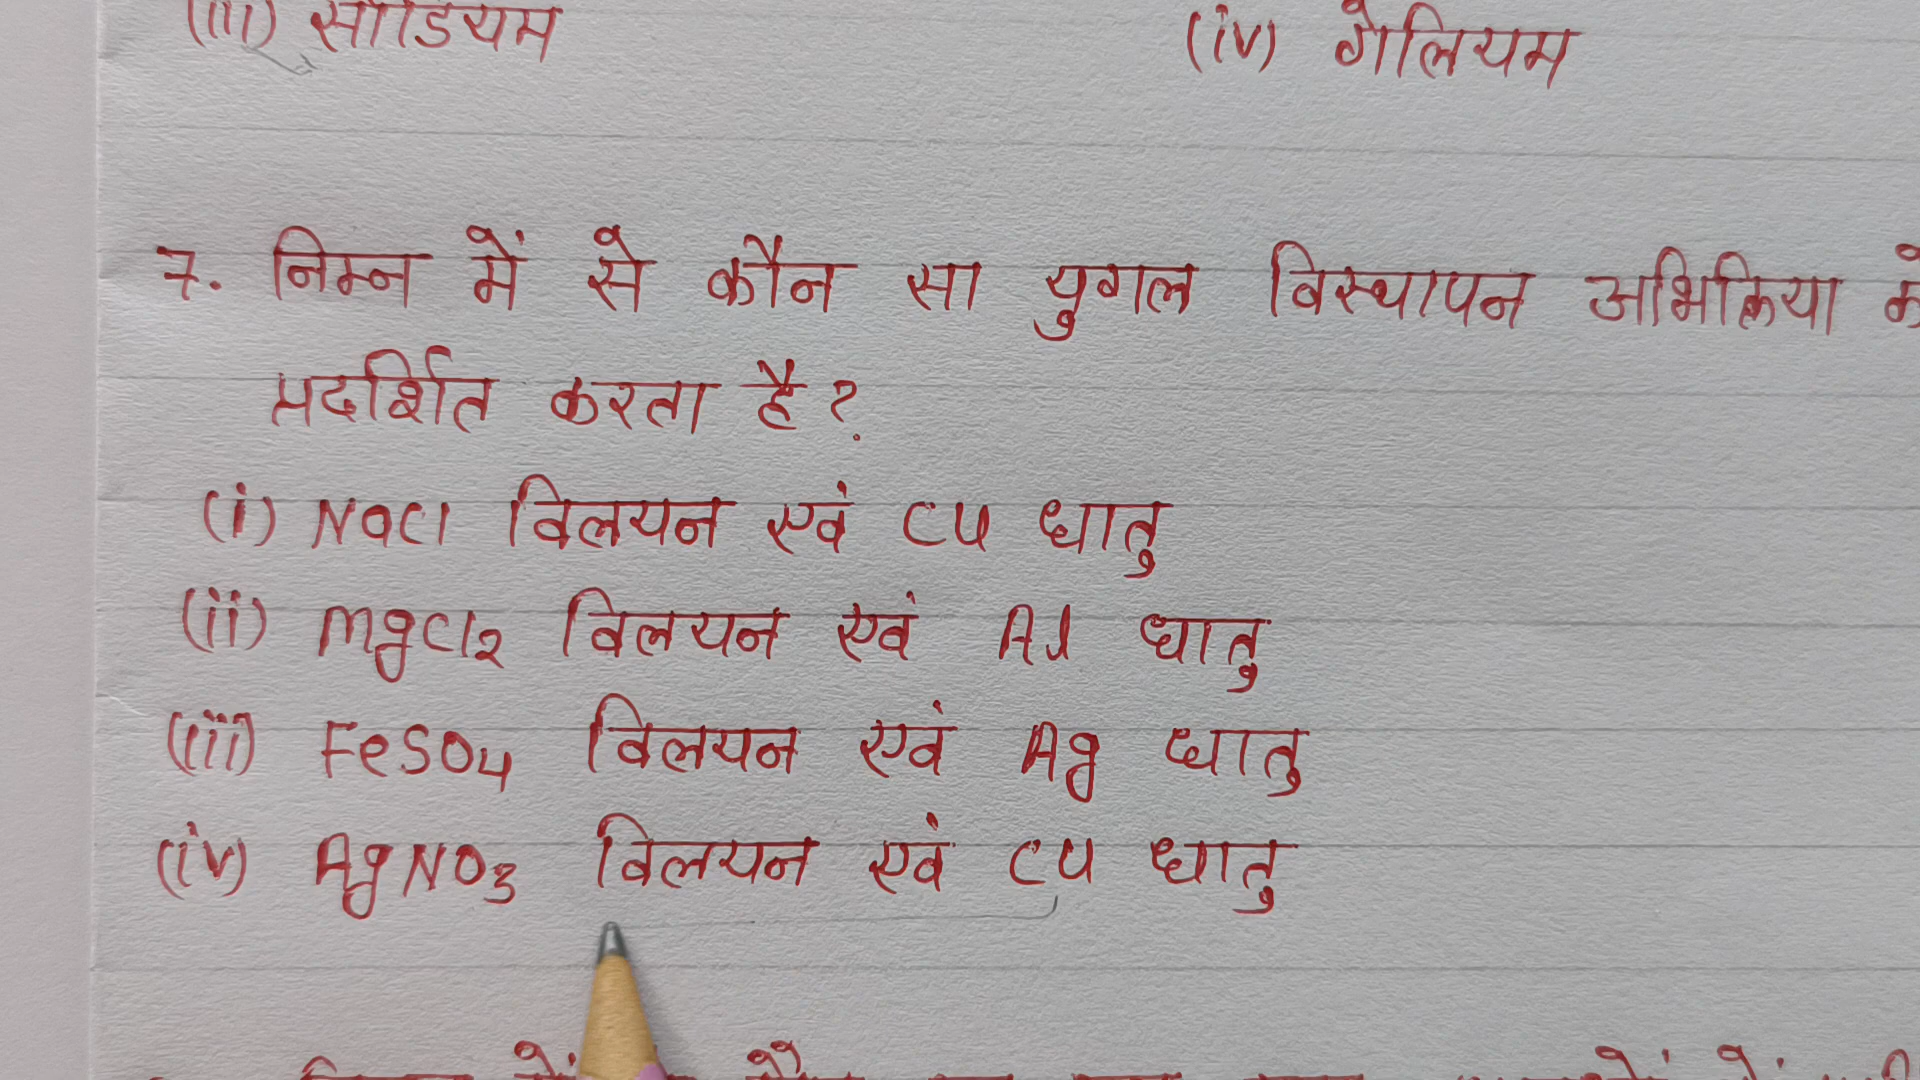 (iii) सोडियम (iv) गैलियम
7. निम्न में से कौन सा युगल विस्थापन अभिक्रिया
प्रदर्शित करता है?
(i) NaCl विलयन एवं Cu धातु
(ii) MgCl2 विलयन एवं Al धातु
(iii) FeSO4 विलयन एवं Ag धातु
(iv) AgNO3 विलयन एवं Cu धातु